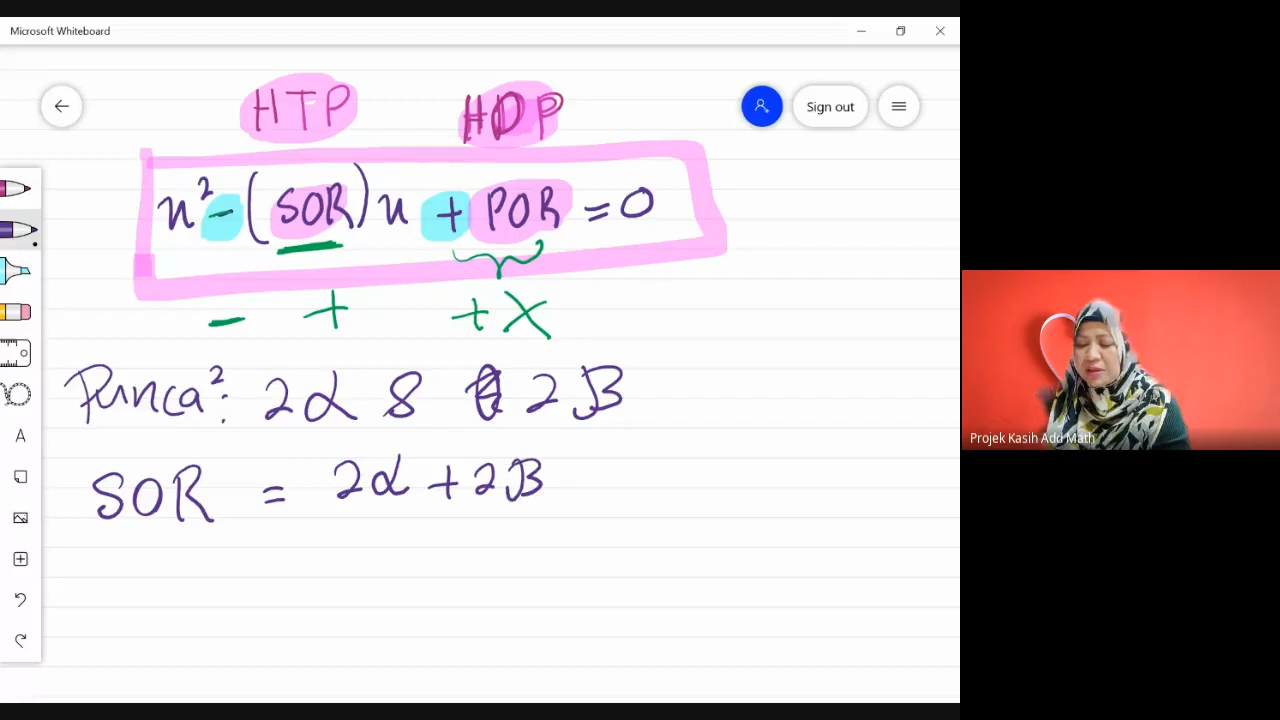 Microsoft Whiteboard
Sign out
HTP HDP
x² - (SOR)x + POR = 0
- + + ×
Punca²: 2α & 2β
SOR = 2α + 2β
A
Projek Kasih Add Math